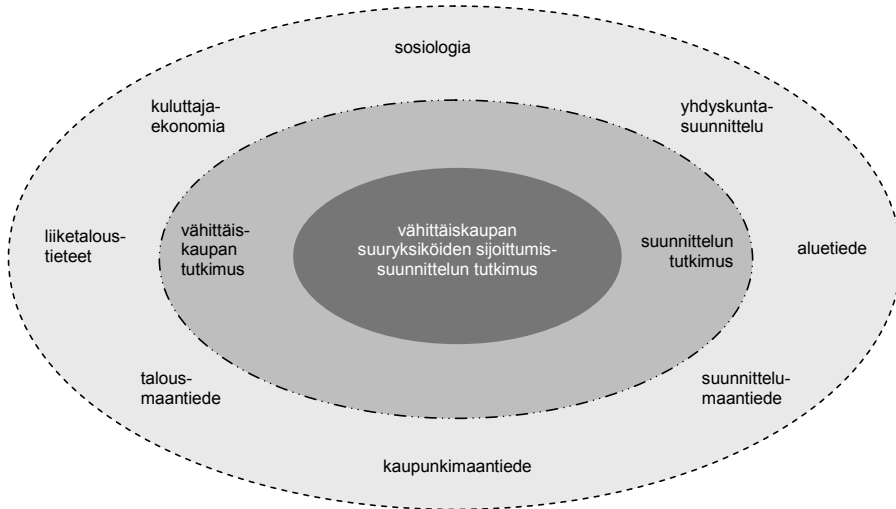 sosiologia
kuluttaja-
ekonomia
yhdyskunta-
suunnittelu
liiketalous-
tieteet
vähittäis-
kaupan
tutkimus
vähittäiskaupan
suuryksiköiden sijoittumis-
suunnittelun tutkimus
suunnittelun
tutkimus
aluetiede
talous-
maantiede
suunnittelu-
maantiede
kaupunkimaantiede